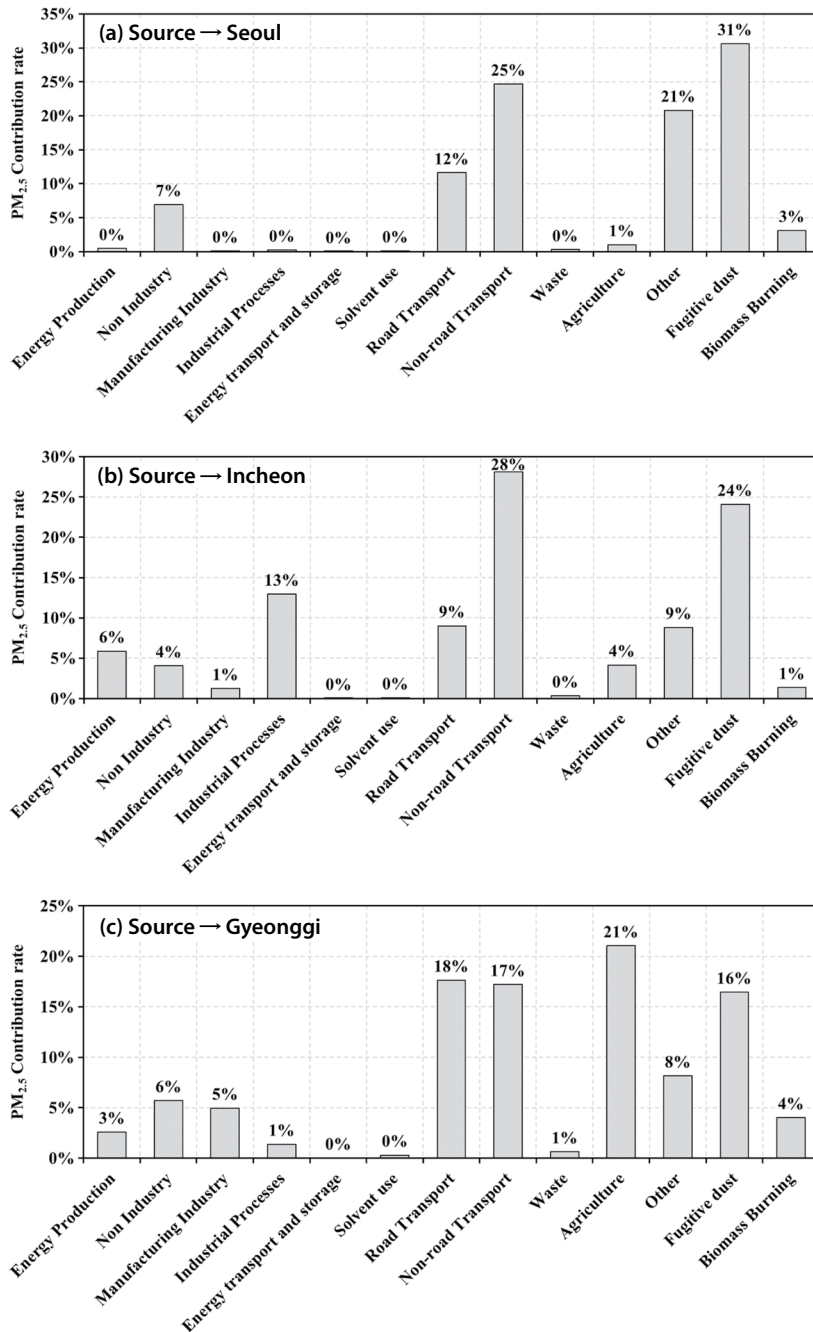 (a) Source → Seoul
PM2.5 Contribution rate
35%
30%
25%
20%
15%
10%
5%
0%
0%
7%
0%
0%
0%
0%
12%
25%
0%
1%
21%
31%
3%
Energy Production
Non Industry
Manufacturing Industry
Industrial Processes
Energy transport and storage
Solvent use
Road Transport
Non-road Transport
Waste
Agriculture
Other
Fugitive dust
Biomass Burning
(b) Source → Incheon
PM2.5 Contribution rate
30%
25%
20%
15%
10%
5%
0%
6%
4%
1%
13%
0%
0%
9%
28%
0%
4%
9%
24%
1%
Energy Production
Non Industry
Manufacturing Industry
Industrial Processes
Energy transport and storage
Solvent use
Road Transport
Non-road Transport
Waste
Agriculture
Other
Fugitive dust
Biomass Burning
(c) Source → Gyeonggi
PM2.5 Contribution rate
25%
20%
15%
10%
5%
0%
3%
6%
5%
1%
0%
0%
18%
17%
1%
21%
8%
16%
4%
Energy Production
Non Industry
Manufacturing Industry
Industrial Processes
Energy transport and storage
Solvent use
Road Transport
Non-road Transport
Waste
Agriculture
Other
Fugitive dust
Biomass Burning